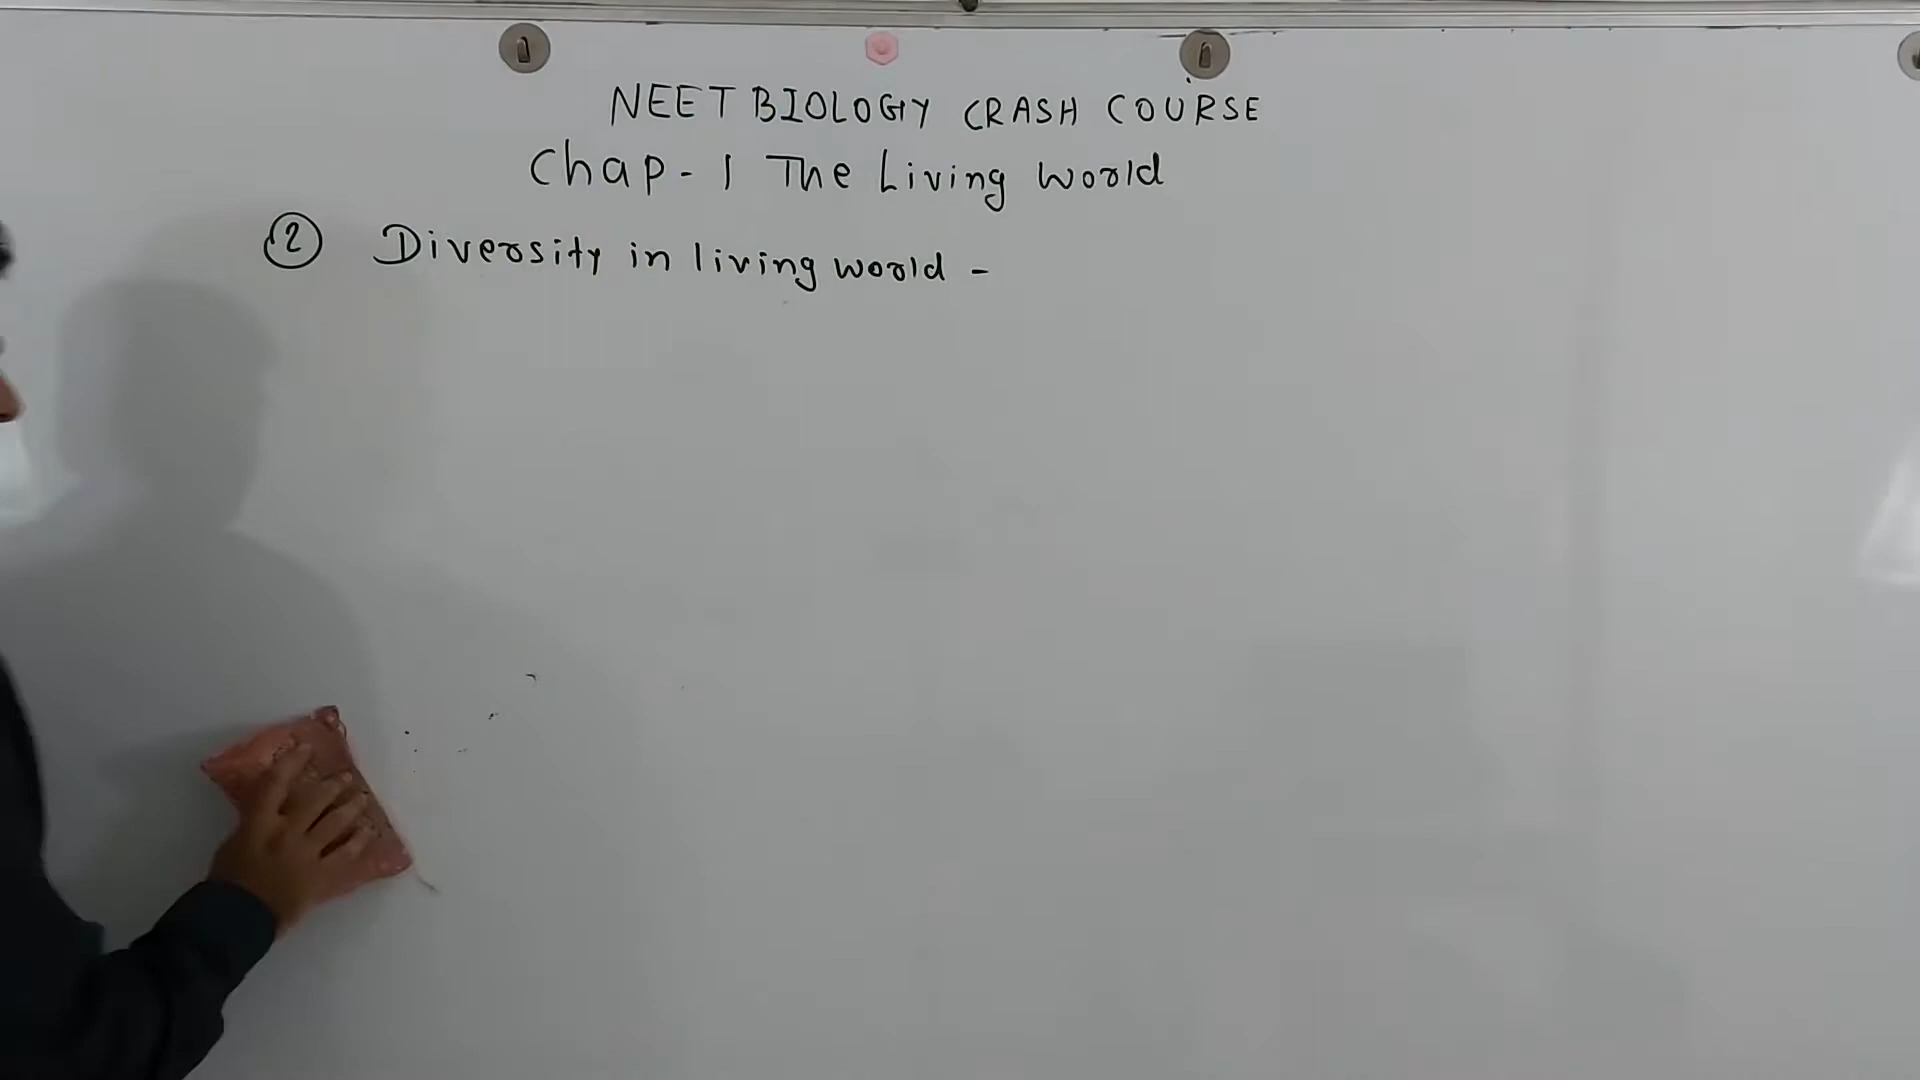 NEET BIOLOGY CRASH COURSE
Chap-1 The Living World
② Diversity in living world -